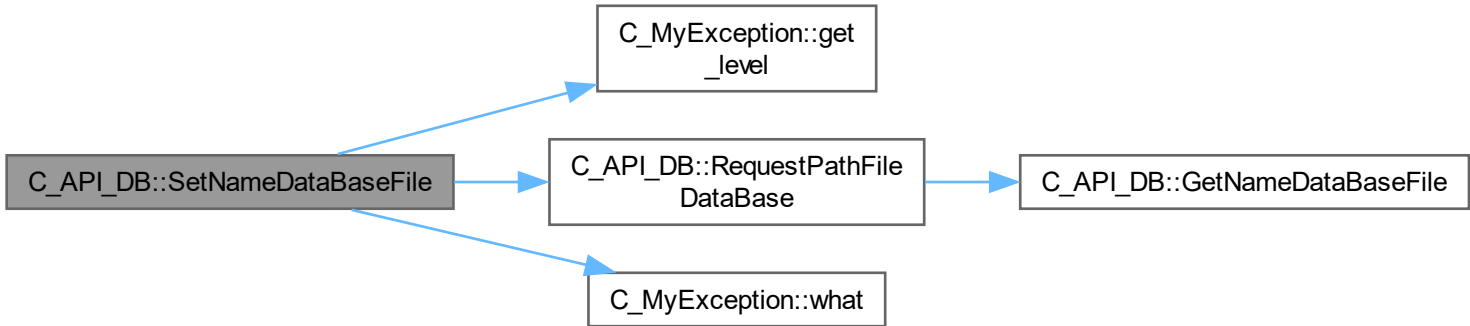 C_MyException::get
_level
C_API_DB::SetNameDataBaseFile
C_API_DB::RequestPathFile
DataBase
C_API_DB::GetNameDataBaseFile
C_MyException::what